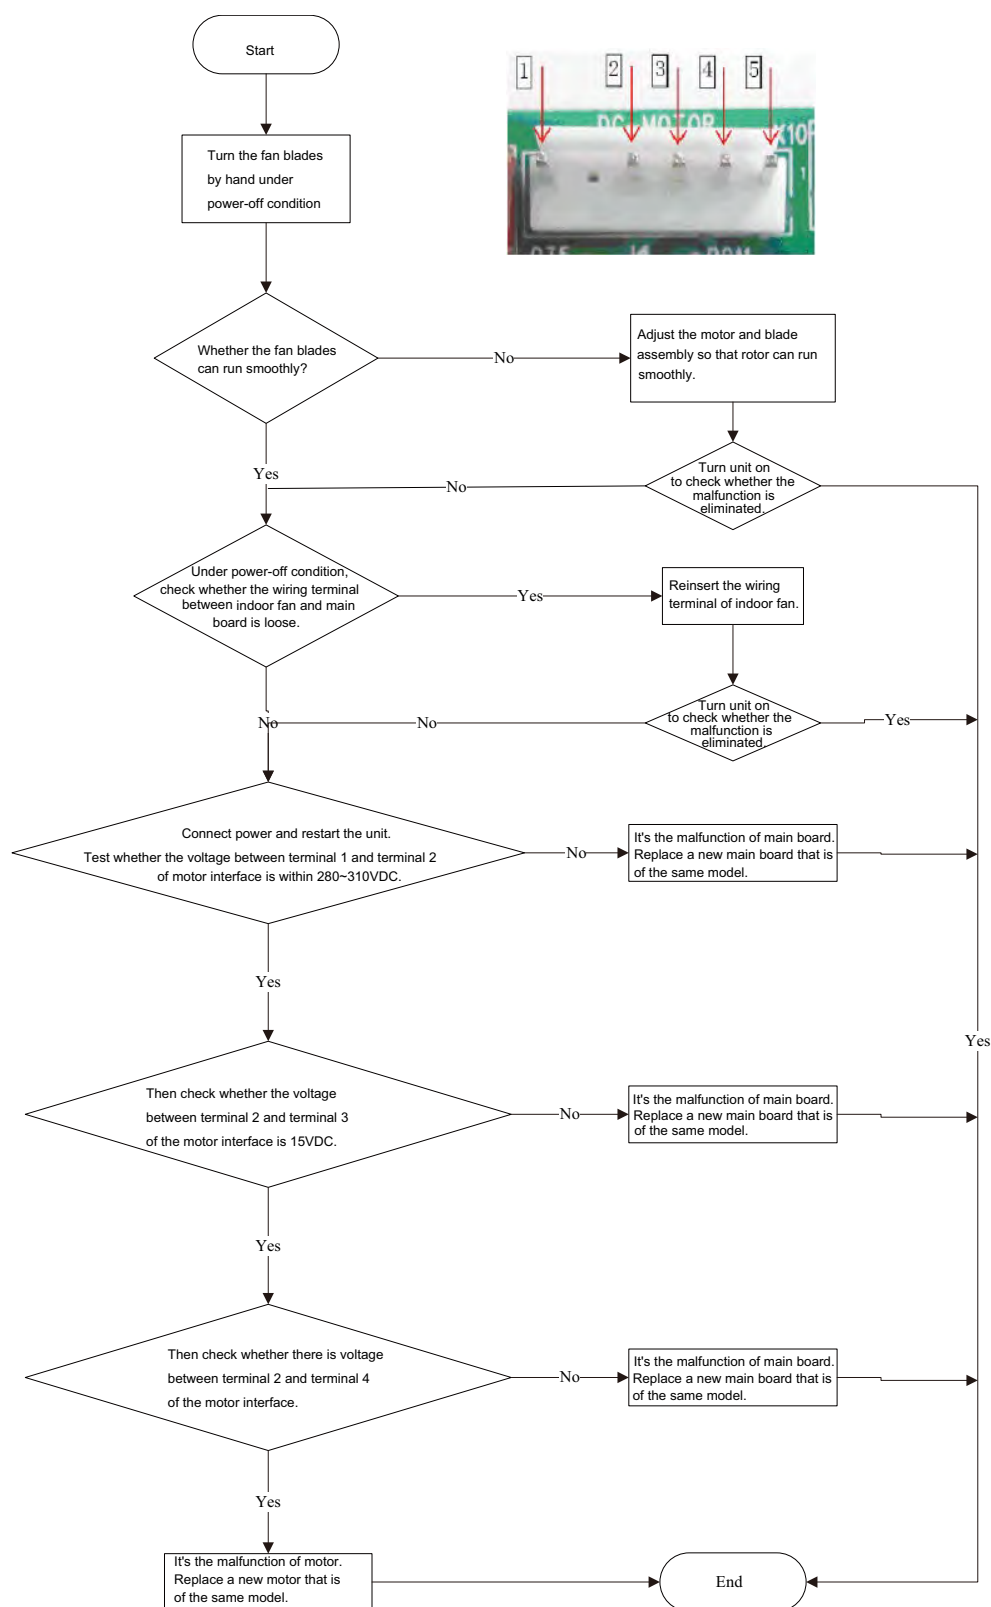 Start
1
2
3
4
5
DC-MOTOR
X10
1
Turn the fan blades
by hand under
power-off condition
Whether the fan blades
can run smoothly?
No
Adjust the motor and blade
assembly so that rotor can run
smoothly.
Yes
Turn unit on
to check whether the
malfunction is
eliminated.
No
Under power-off condition,
check whether the wiring terminal
between indoor fan and main
board is loose.
Yes
Reinsert the wiring
terminal of indoor fan.
No
No
Turn unit on
to check whether the
malfunction is
eliminated.
Yes
Connect power and restart the unit.
Test whether the voltage between terminal 1 and terminal 2
of motor interface is within 280~310VDC.
No
It's the malfunction of main board.
Replace a new main board that is
of the same model.
Yes
Yes
Then check whether the voltage
between terminal 2 and terminal 3
of the motor interface is 15VDC.
No
It's the malfunction of main board.
Replace a new main board that is
of the same model.
Yes
Then check whether there is voltage
between terminal 2 and terminal 4
of the motor interface.
No
It's the malfunction of main board.
Replace a new main board that is
of the same model.
Yes
It's the malfunction of motor.
Replace a new motor that is
of the same model.
End